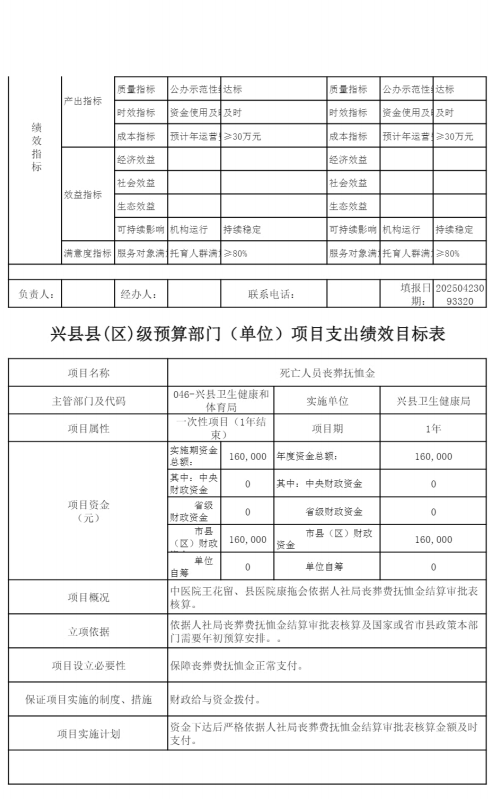 质量指标 公办示范性 达标 质量指标 公办示范性 达标
产出指标
时效指标 资金使用及 及时 时效指标 资金使用及 及时
成本指标 预计年运营 ≥30万元 成本指标 预计年运营 ≥30万元
绩效指标
经济效益 经济效益
社会效益 社会效益
效益指标
生态效益 生态效益
可持续影响 机构运行 持续稳定 可持续影响 机构运行 持续稳定
满意度指标 服务对象满 托育人群满 ≥80% 服务对象满 托育人群满 ≥80%
负责人: 经办人: 联系电话: 填报日期: 20250423093320
兴县县(区)级预算部门（单位）项目支出绩效目标表
项目名称 死亡人员丧葬抚恤金
主管部门及代码 046-兴县卫生健康和体育局 实施单位 兴县卫生健康局
项目属性 一次性项目（1年结束） 项目期 1年
项目资金（元）
实施期资金总额: 160,000 年度资金总额: 160,000
其中:中央财政资金 0 其中:中央财政资金 0
省级财政资金 0 省级财政资金 0
市县（区）财政 160,000 市县（区）财政资金 160,000
单位自筹 0 单位自筹 0
项目概况 中医院王花留、县医院康拖会依据人社局丧葬费抚恤金结算审批表
核算。
立项依据 依据人社局丧葬费抚恤金结算审批表核算及国家或省市县政策本部
门需要年初预算安排。。
项目设立必要性 保障丧葬费抚恤金正常支付。
保证项目实施的制度、措施 财政给与资金拨付。
项目实施计划 资金下达后严格依据人社局丧葬费抚恤金结算审批表核算金额及时
支付。